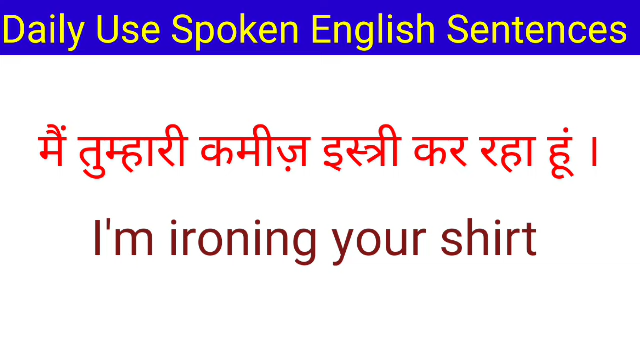 Daily Use Spoken English Sentences
मैं तुम्हारी कमीज़ इस्त्री कर रहा हूं ।
I'm ironing your shirt